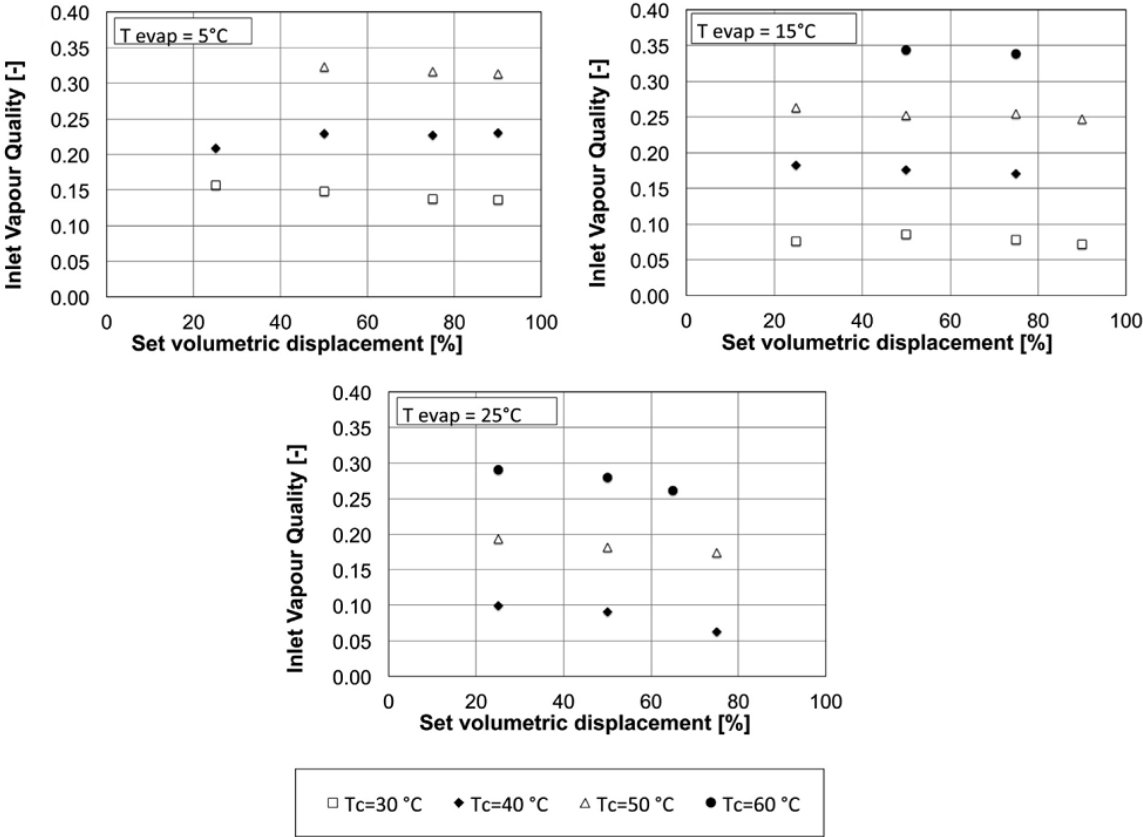 T evap = 5°C
Inlet Vapour Quality [-]
0.40
0.35
0.30
0.25
0.20
0.15
0.10
0.05
0.00
0 20 40 60 80 100
Set volumetric displacement [%]
T evap = 15°C
Inlet Vapour Quality [-]
0.40
0.35
0.30
0.25
0.20
0.15
0.10
0.05
0.00
0 20 40 60 80 100
Set volumetric displacement [%]
T evap = 25°C
Inlet Vapour Quality [-]
0.40
0.35
0.30
0.25
0.20
0.15
0.10
0.05
0.00
0 20 40 60 80 100
Set volumetric displacement [%]
Tc=30 °C Tc=40 °C Tc=50 °C Tc=60 °C